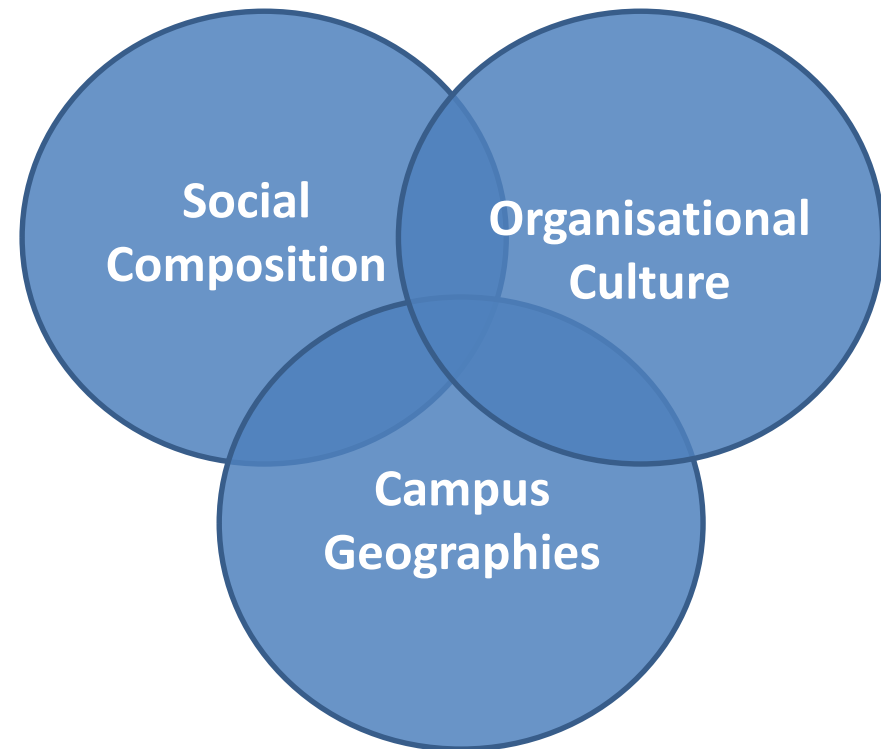 Social
Composition
Organisational
Culture
Campus
Geographies